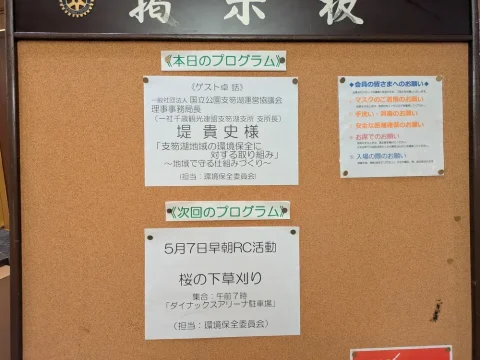 掲示板
《本日のプログラム》
《ゲスト卓話》
一般社団法人 国立公園支笏湖運営協議会
理事事務局長
(一社千歳観光連盟支笏湖支所 支所長)
堤 貴史様
「支笏湖地域の環境保全に
対する取り組み」
～地域で守る仕組みづくり～
(担当:環境保全委員会)
《次回のプログラム》
5月7日早朝RC活動
桜の下草刈り
集合:午前7時
「ダイナックスアリーナ駐車場」
(担当:環境保全委員会)
◆会員の皆さまへのお願い◆
マスクのご着用のお願い
手洗い・消毒のお願い
お席でのお願い
入場の際のお願い